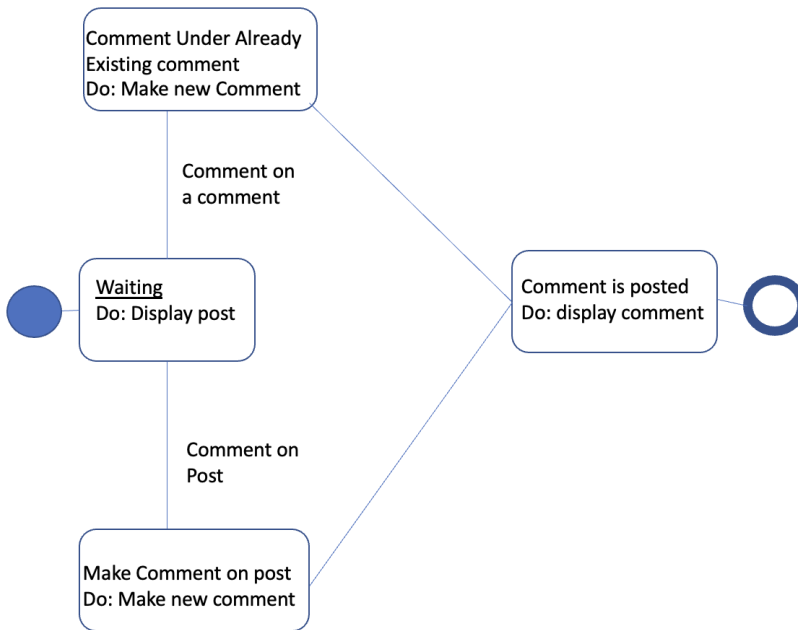 Comment Under Already
Existing comment
Do: Make new Comment
Comment on
a comment
Waiting
Do: Display post
Comment is posted
Do: display comment
Comment on
Post
Make Comment on post
Do: Make new comment